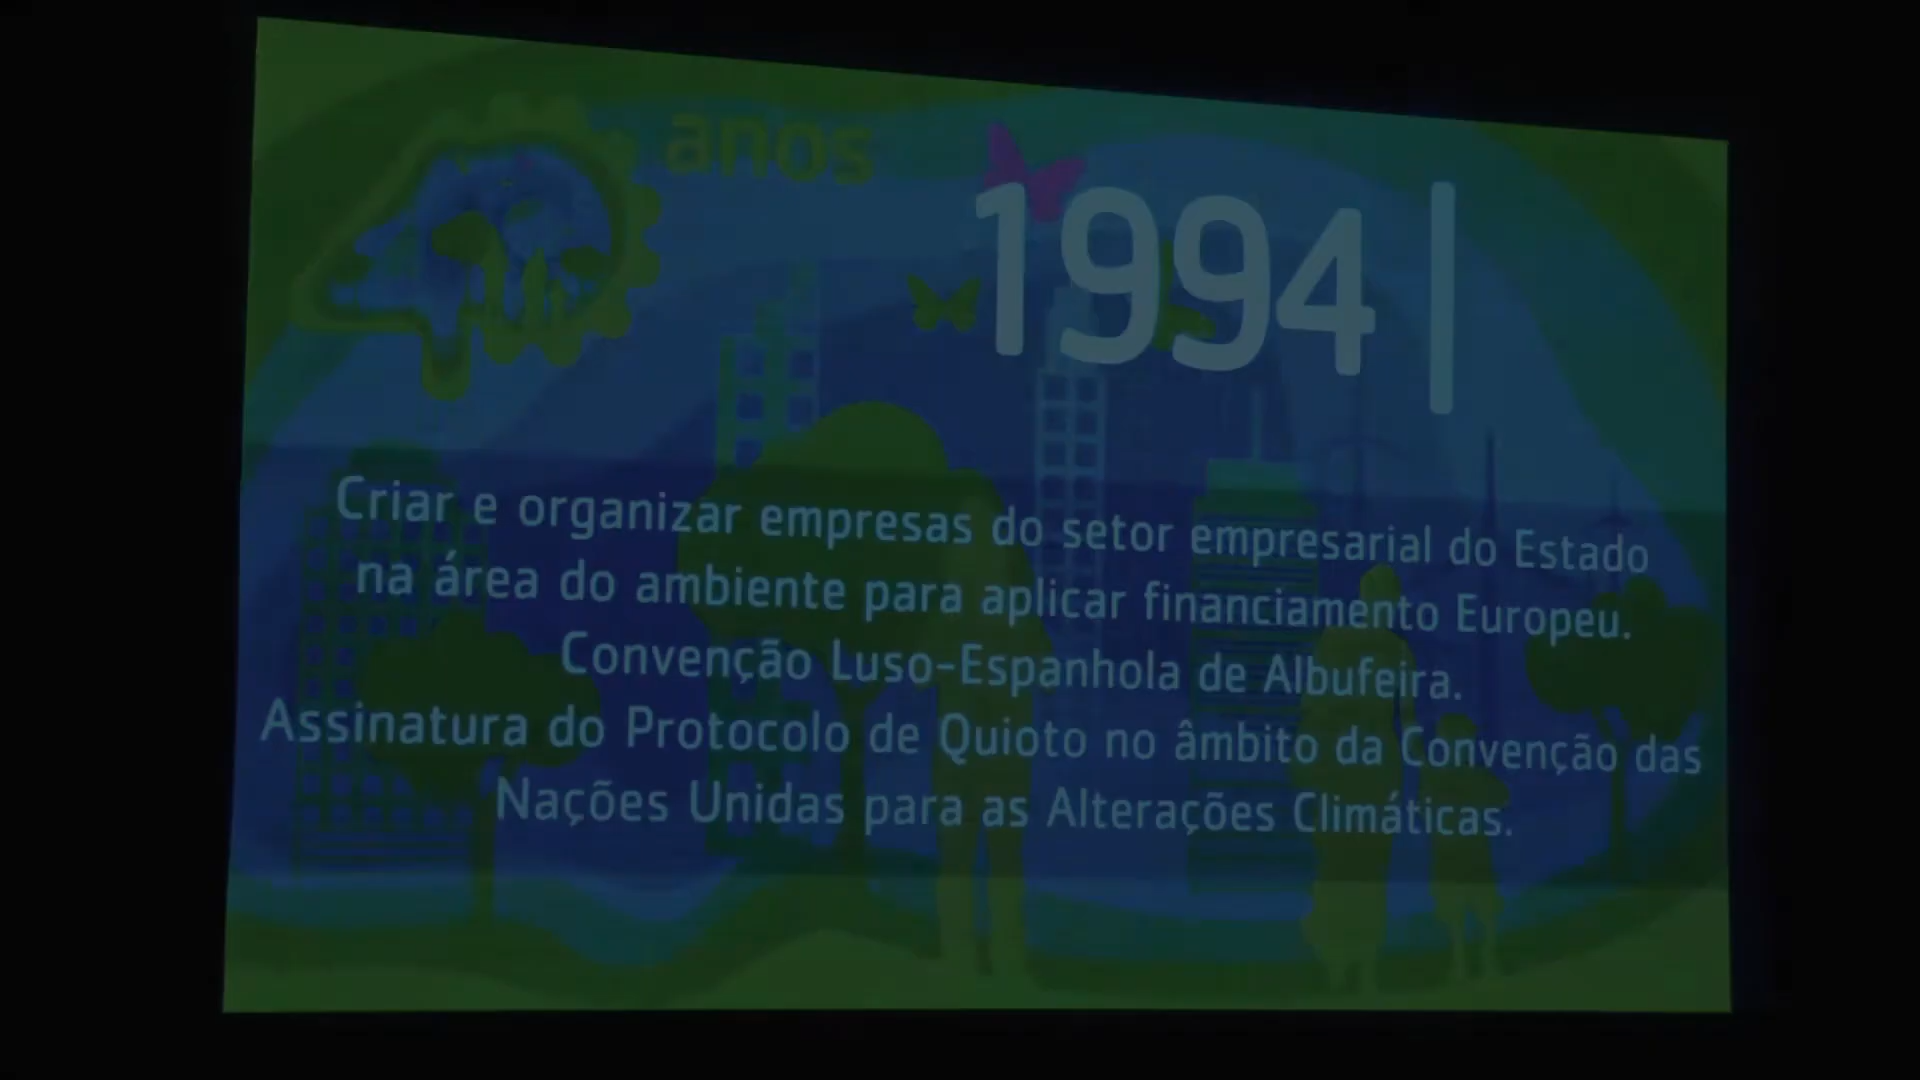 anos
1994
Criar e organizar empresas do setor empresarial do Estado
na área do ambiente para aplicar financiamento Europeu.
Convenção Luso-Espanhola de Albufeira.
Assinatura do Protocolo de Quioto no âmbito da Convenção das
Nações Unidas para as Alterações Climáticas.